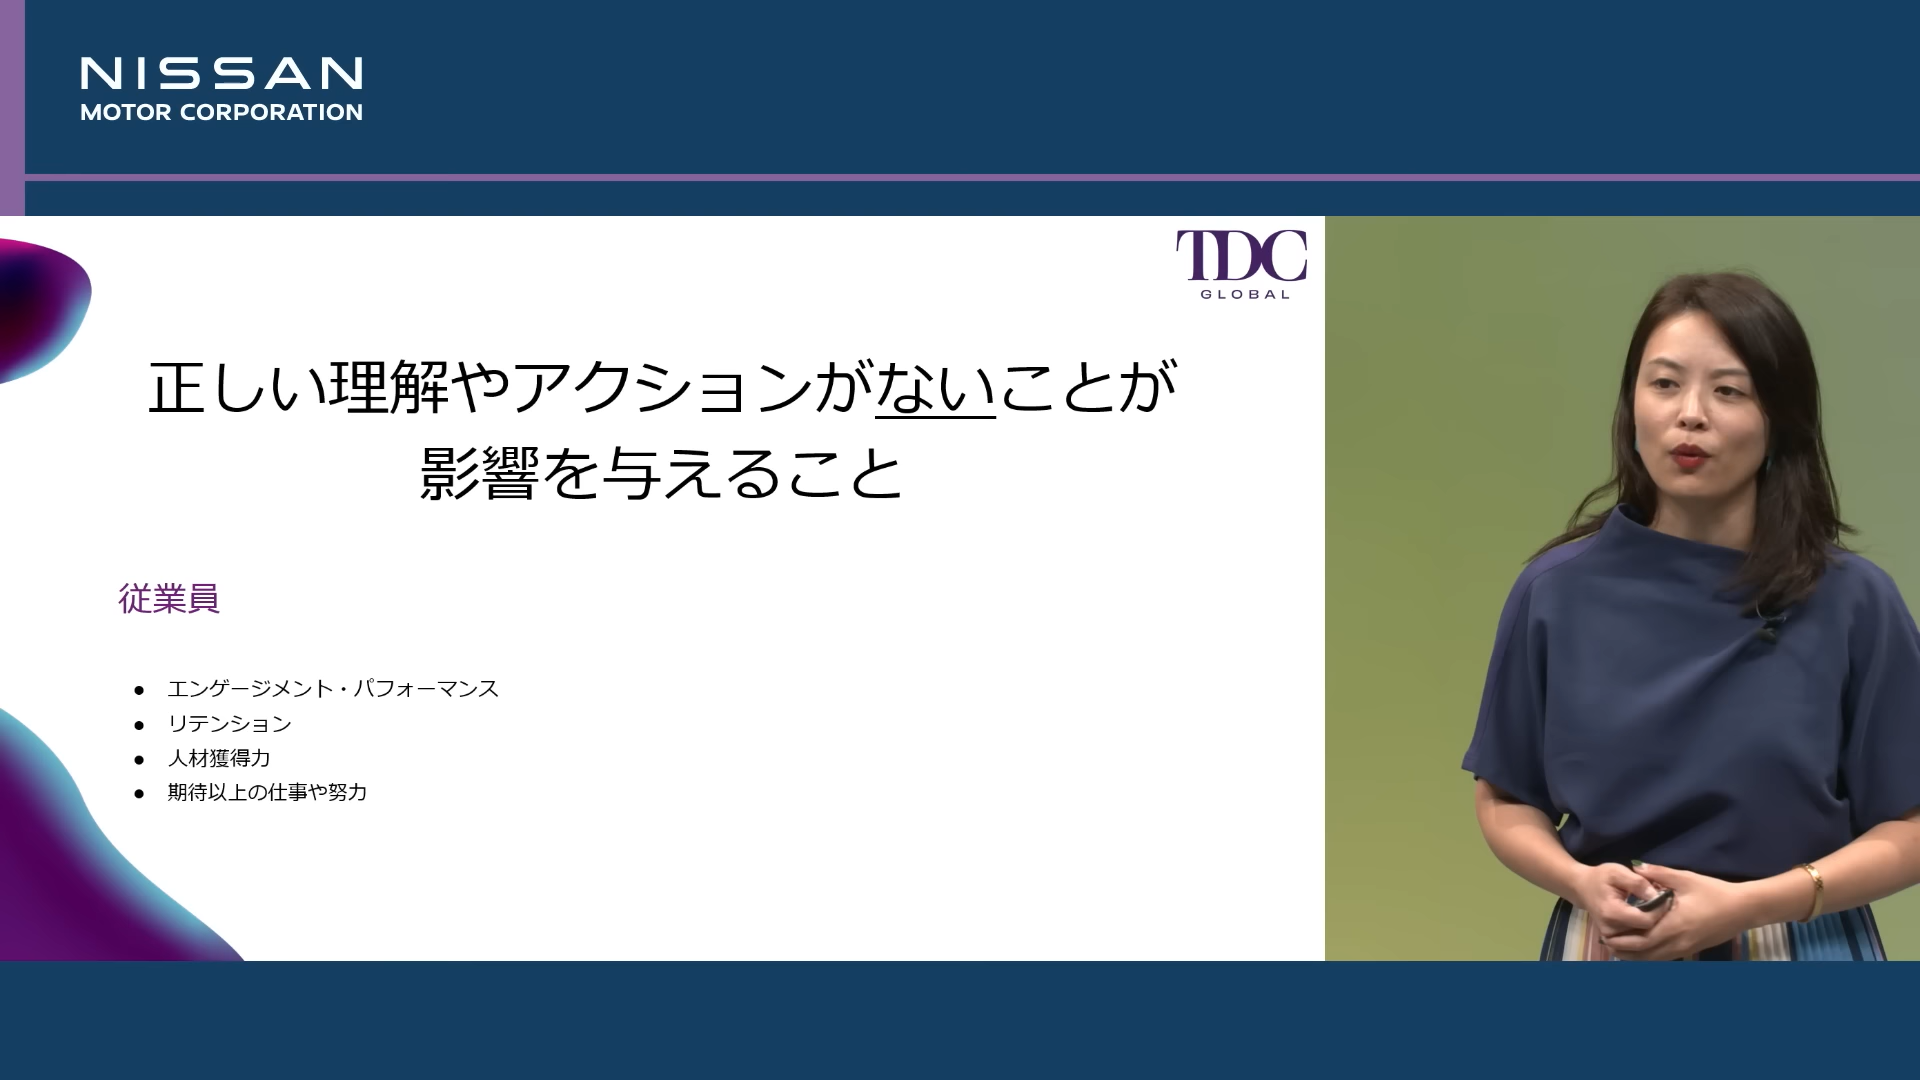 NISSAN
MOTOR CORPORATION
TDC
GLOBAL
正しい理解やアクションがないことが
影響を与えること
従業員
● エンゲージメント・パフォーマンス
● リテンション
● 人材獲得力
● 期待以上の仕事や努力